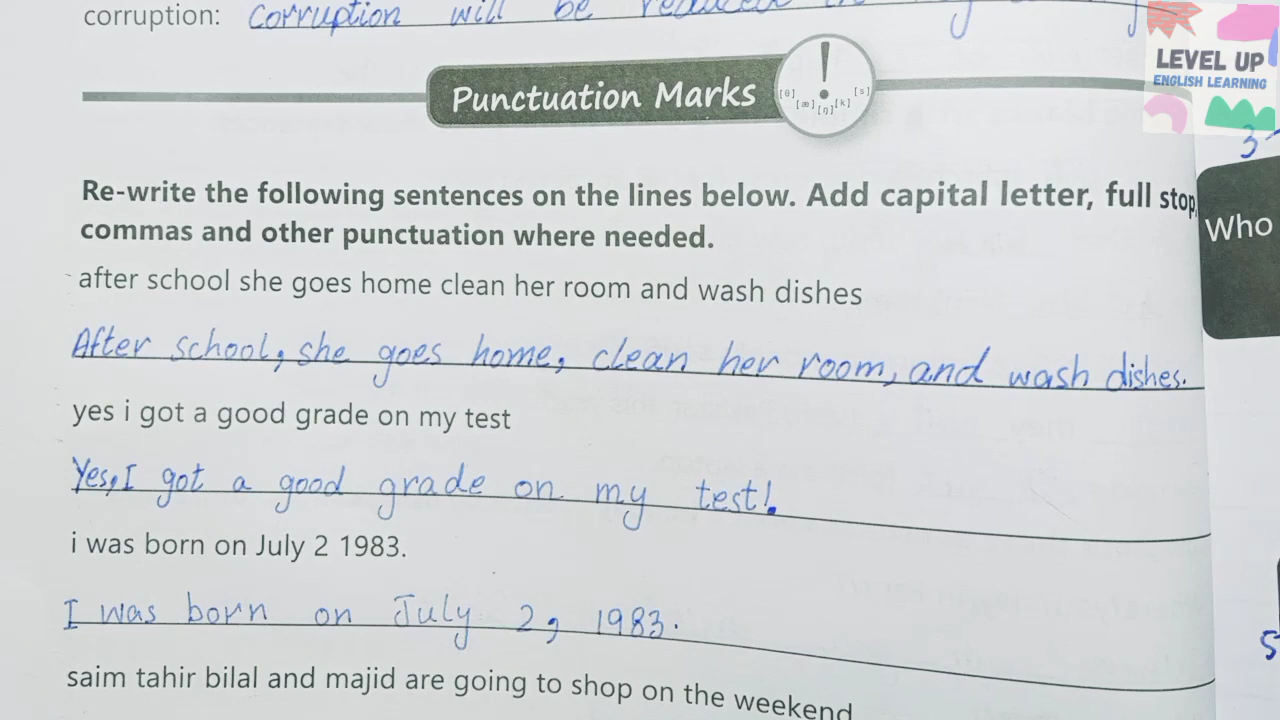 corruption: Corruption will be reduced
LEVEL UP
ENGLISH LEARNING
Punctuation Marks
[θ] [æ] [ŋ] [k] [s]
Re-write the following sentences on the lines below. Add capital letter, full stop,
commas and other punctuation where needed.
Who
after school she goes home clean her room and wash dishes
After school, she goes home, clean her room, and wash dishes.
yes i got a good grade on my test
Yes, I got a good grade on my test!.
i was born on July 2 1983.
I was born on July 2, 1983.
saim tahir bilal and majid are going to shop on the weekend